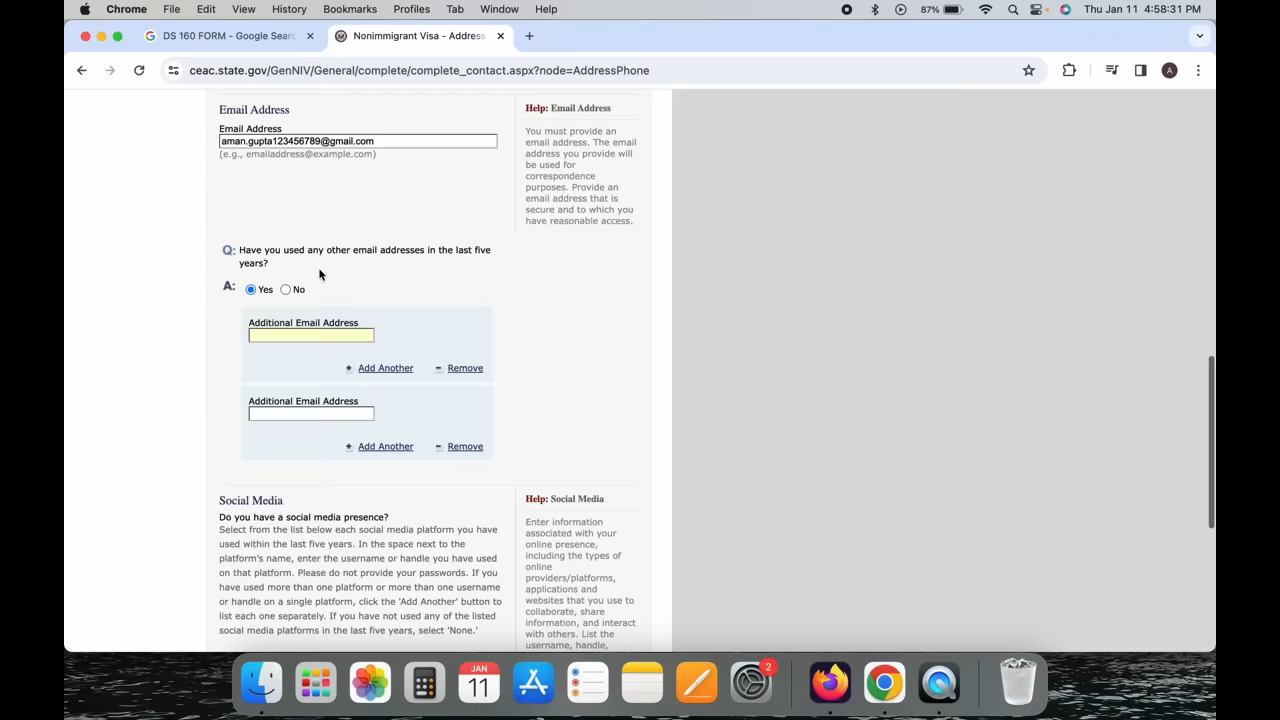 Chrome File Edit View History Bookmarks Profiles Tab Window Help 87% Thu Jan 11 4:58:31 PM
DS 160 FORM - Google Searc Nonimmigrant Visa - Address
ceac.state.gov/GenNIV/General/complete/complete_contact.aspx?node=AddressPhone A
Email Address
Email Address
aman.gupta123456789@gmail.com
(e.g., emailaddress@example.com)
Help: Email Address
You must provide an
email address. The email
address you provide will
be used for
correspondence
purposes. Provide an
email address that is
secure and to which you
have reasonable access.
Q: Have you used any other email addresses in the last five
years?
A: Yes No
Additional Email Address
Add Another Remove
Additional Email Address
Add Another Remove
Social Media
Do you have a social media presence?
Select from the list below each social media platform you have
used within the last five years. In the space next to the
platform's name, enter the username or handle you have used
on that platform. Please do not provide your passwords. If you
have used more than one platform or more than one username
or handle on a single platform, click the 'Add Another' button to
list each one separately. If you have not used any of the listed
social media platforms in the last five years, select 'None.'
Help: Social Media
Enter information
associated with your
online presence,
including the types of
online
providers/platforms,
applications and
websites that you use to
collaborate, share
information, and interact
with others. List the
username, handle,
JAN
11
2